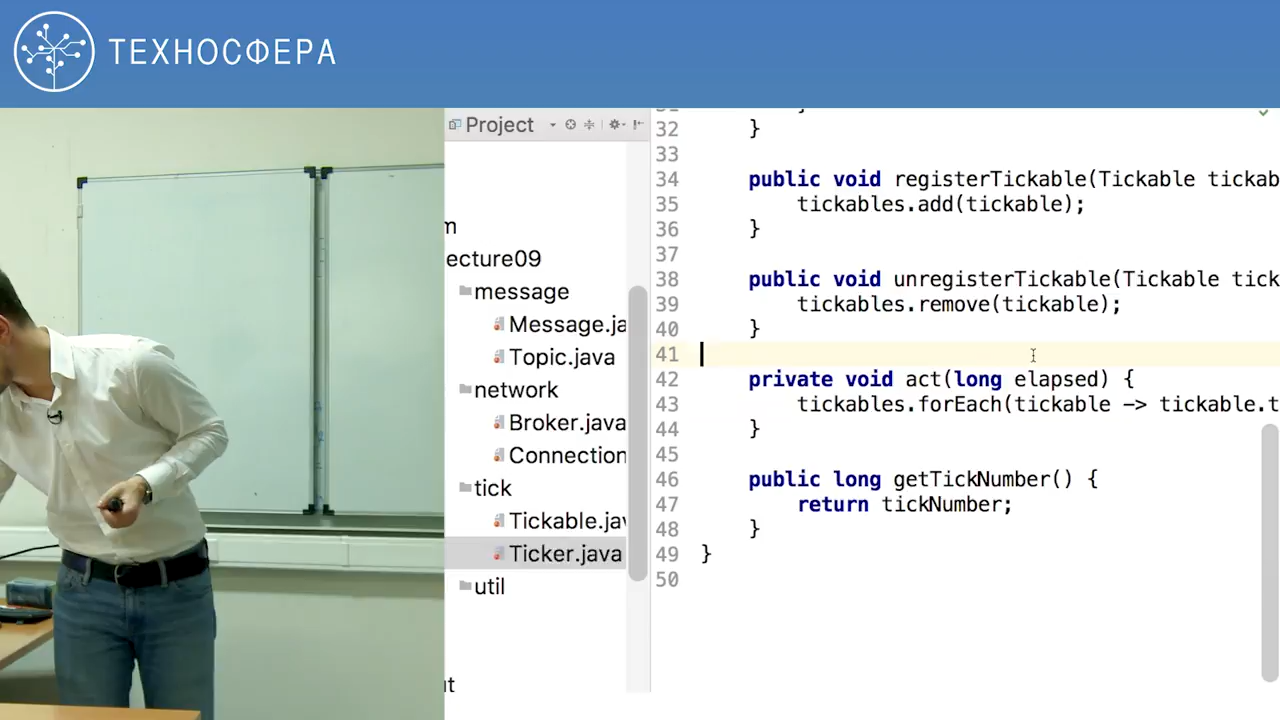 ТЕХНОСФЕРА
Project
ecture09
message
Message.ja
Topic.java
network
Broker.java
Connection
tick
Tickable.jav
Ticker.java
util
32 }
33
34 public void registerTickable(Tickable tickab
35 tickables.add(tickable);
36 }
37
38 public void unregisterTickable(Tickable tick
39 tickables.remove(tickable);
40 }
41
42 private void act(long elapsed) {
43 tickables.forEach(tickable -> tickable.t
44 }
45
46 public long getTickNumber() {
47 return tickNumber;
48 }
49 }
50